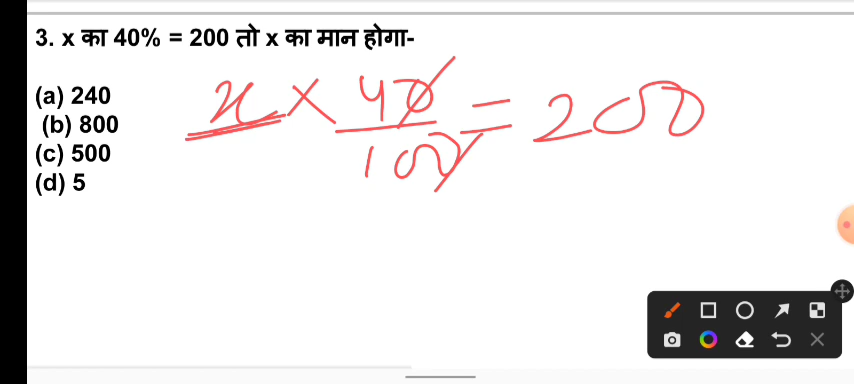 3. x का 40% = 200 तो x का मान होगा-
(a) 240
(b) 800
(c) 500
(d) 5
x × 40/100 = 200